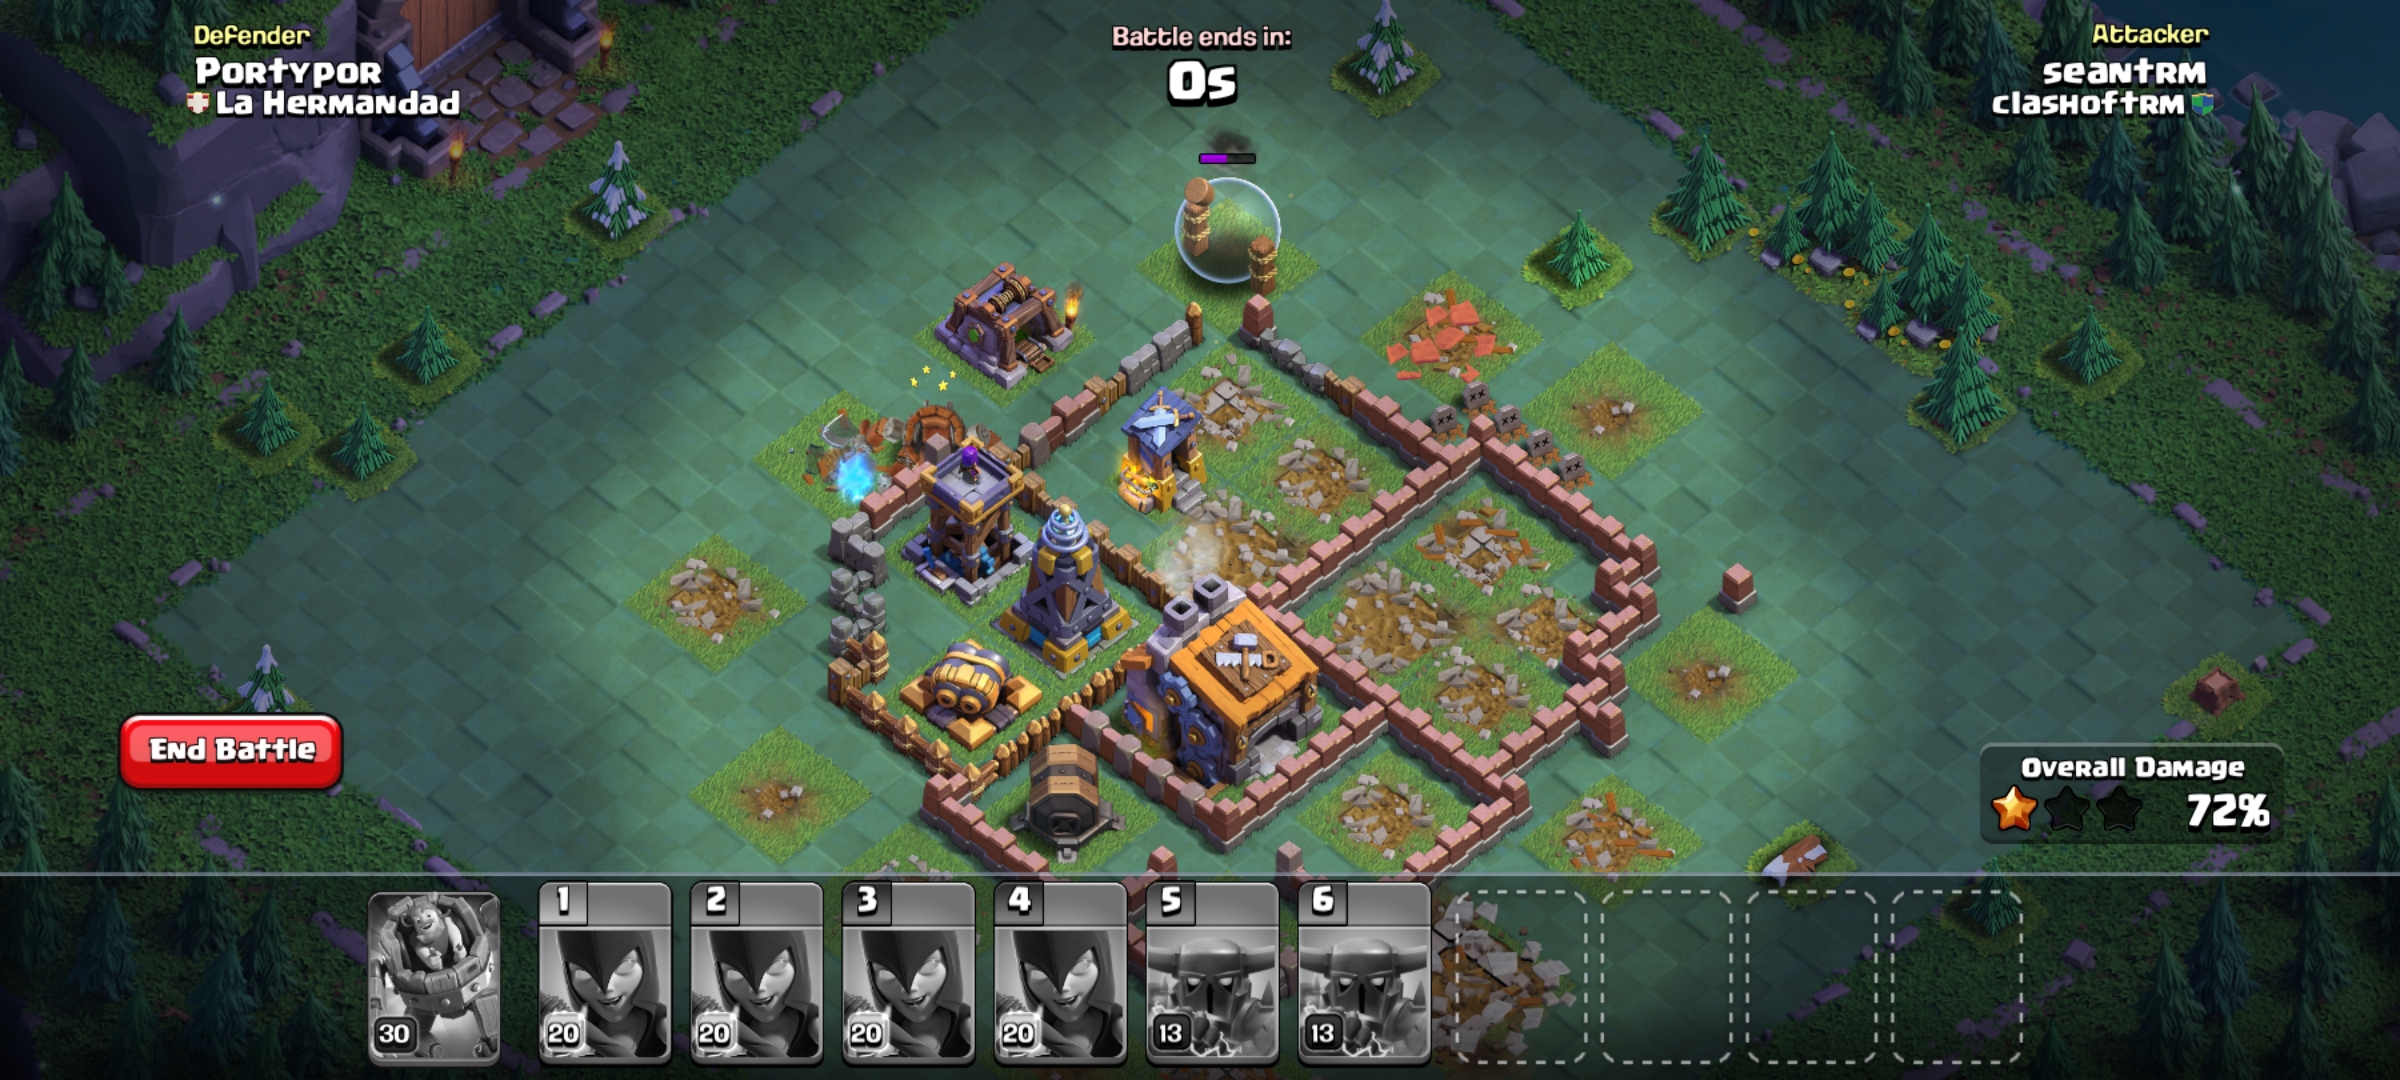 Defender
Portypor
La Hermandad
Battle ends in:
0s
Attacker
seantRM
clashoftRM
End Battle
Overall Damage
72%
1
2
3
4
5
6
30
20
20
20
20
13
13